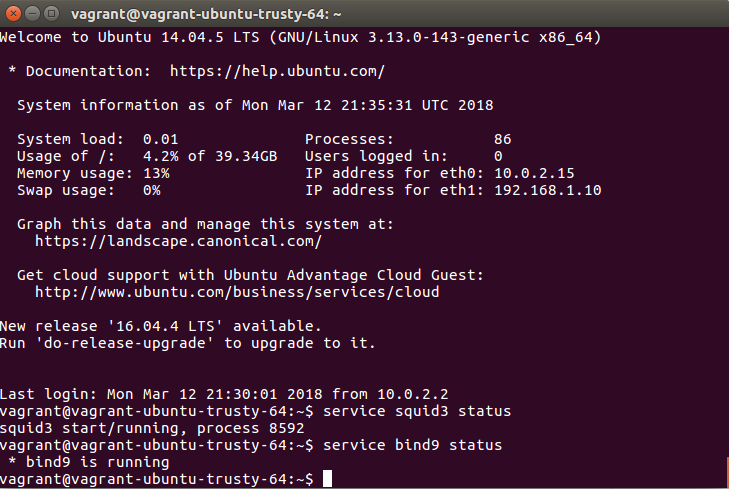 vagrant@vagrant-ubuntu-trusty-64: ~
Welcome to Ubuntu 14.04.5 LTS (GNU/Linux 3.13.0-143-generic x86_64)
* Documentation:  https://help.ubuntu.com/
System information as of Mon Mar 12 21:35:31 UTC 2018
System load:  0.01              Processes:           86
Usage of /:   4.2% of 39.34GB   Users logged in:     0
Memory usage: 13%               IP address for eth0: 10.0.2.15
Swap usage:   0%                IP address for eth1: 192.168.1.10
Graph this data and manage this system at:
https://landscape.canonical.com/
Get cloud support with Ubuntu Advantage Cloud Guest:
http://www.ubuntu.com/business/services/cloud
New release '16.04.4 LTS' available.
Run 'do-release-upgrade' to upgrade to it.
Last login: Mon Mar 12 21:30:01 2018 from 10.0.2.2
vagrant@vagrant-ubuntu-trusty-64:~$ service squid3 status
squid3 start/running, process 8592
vagrant@vagrant-ubuntu-trusty-64:~$ service bind9 status
* bind9 is running
vagrant@vagrant-ubuntu-trusty-64:~$